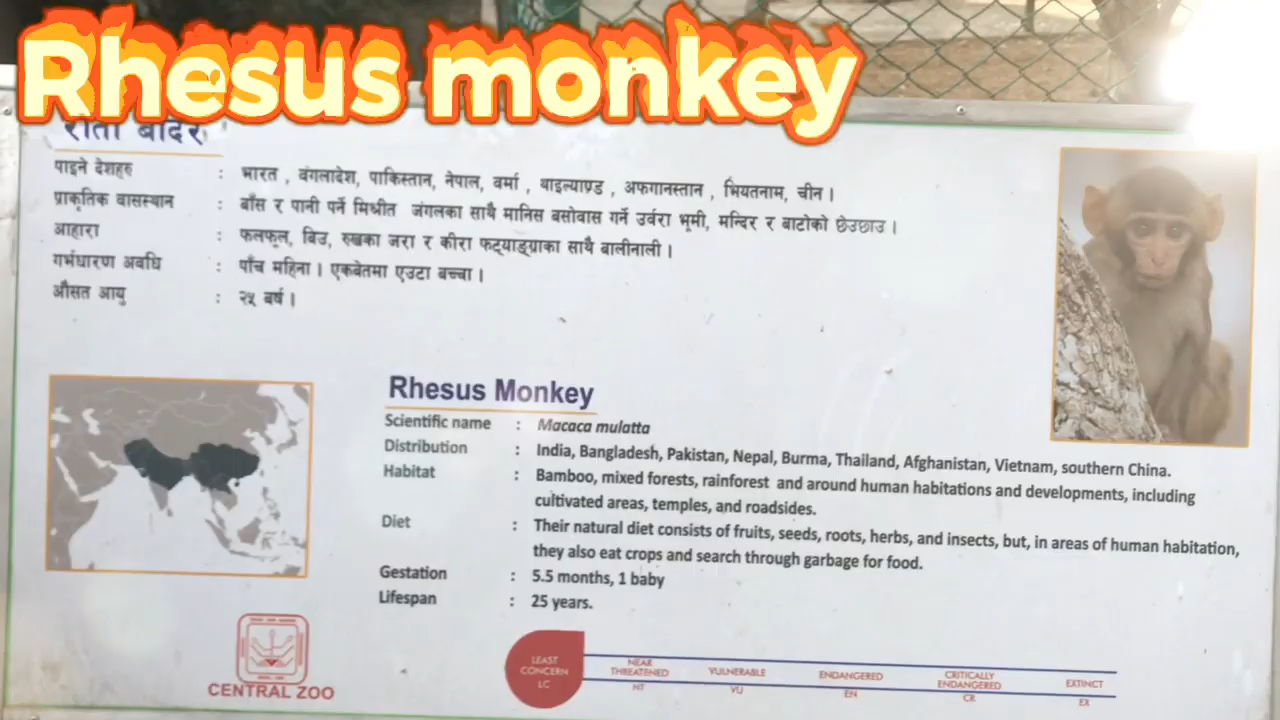 Rhesus monkey
राता बाँदर
पाइने देशहरु : भारत , बंगलादेश, पाकिस्तान, नेपाल, वर्मा , थाइल्याण्ड , अफगानस्तान , भियतनाम, चीन ।
प्राकृतिक वासस्थान : बाँस र पानी पर्ने मिश्रीत जंगलका साथै मानिस बसोवास गर्ने उर्वरा भूमी, मन्दिर र बाटोको छेउछाउ ।
आहारा : फलफूल, बिउ, रुखका जरा र कीरा फट्याङ्ग्राका साथै बालीनाली ।
गर्भधारण अवधि : पाँच महिना । एकबेतमा एउटा बच्चा ।
औसत आयु : २५ बर्ष ।
Rhesus Monkey
Scientific name : Macaca mulatta
Distribution : India, Bangladesh, Pakistan, Nepal, Burma, Thailand, Afghanistan, Vietnam, southern China.
Habitat : Bamboo, mixed forests, rainforest and around human habitations and developments, including
cultivated areas, temples, and roadsides.
Diet : Their natural diet consists of fruits, seeds, roots, herbs, and insects, but, in areas of human habitation,
they also eat crops and search through garbage for food.
Gestation : 5.5 months, 1 baby
Lifespan : 25 years.
CENTRAL ZOO
LEAST
CONCERN
LC
NEAR
THREATENED
NT
VULNERABLE
VU
ENDANGERED
EN
CRITICALLY
ENDANGERED
CR
EXTINCT
EX